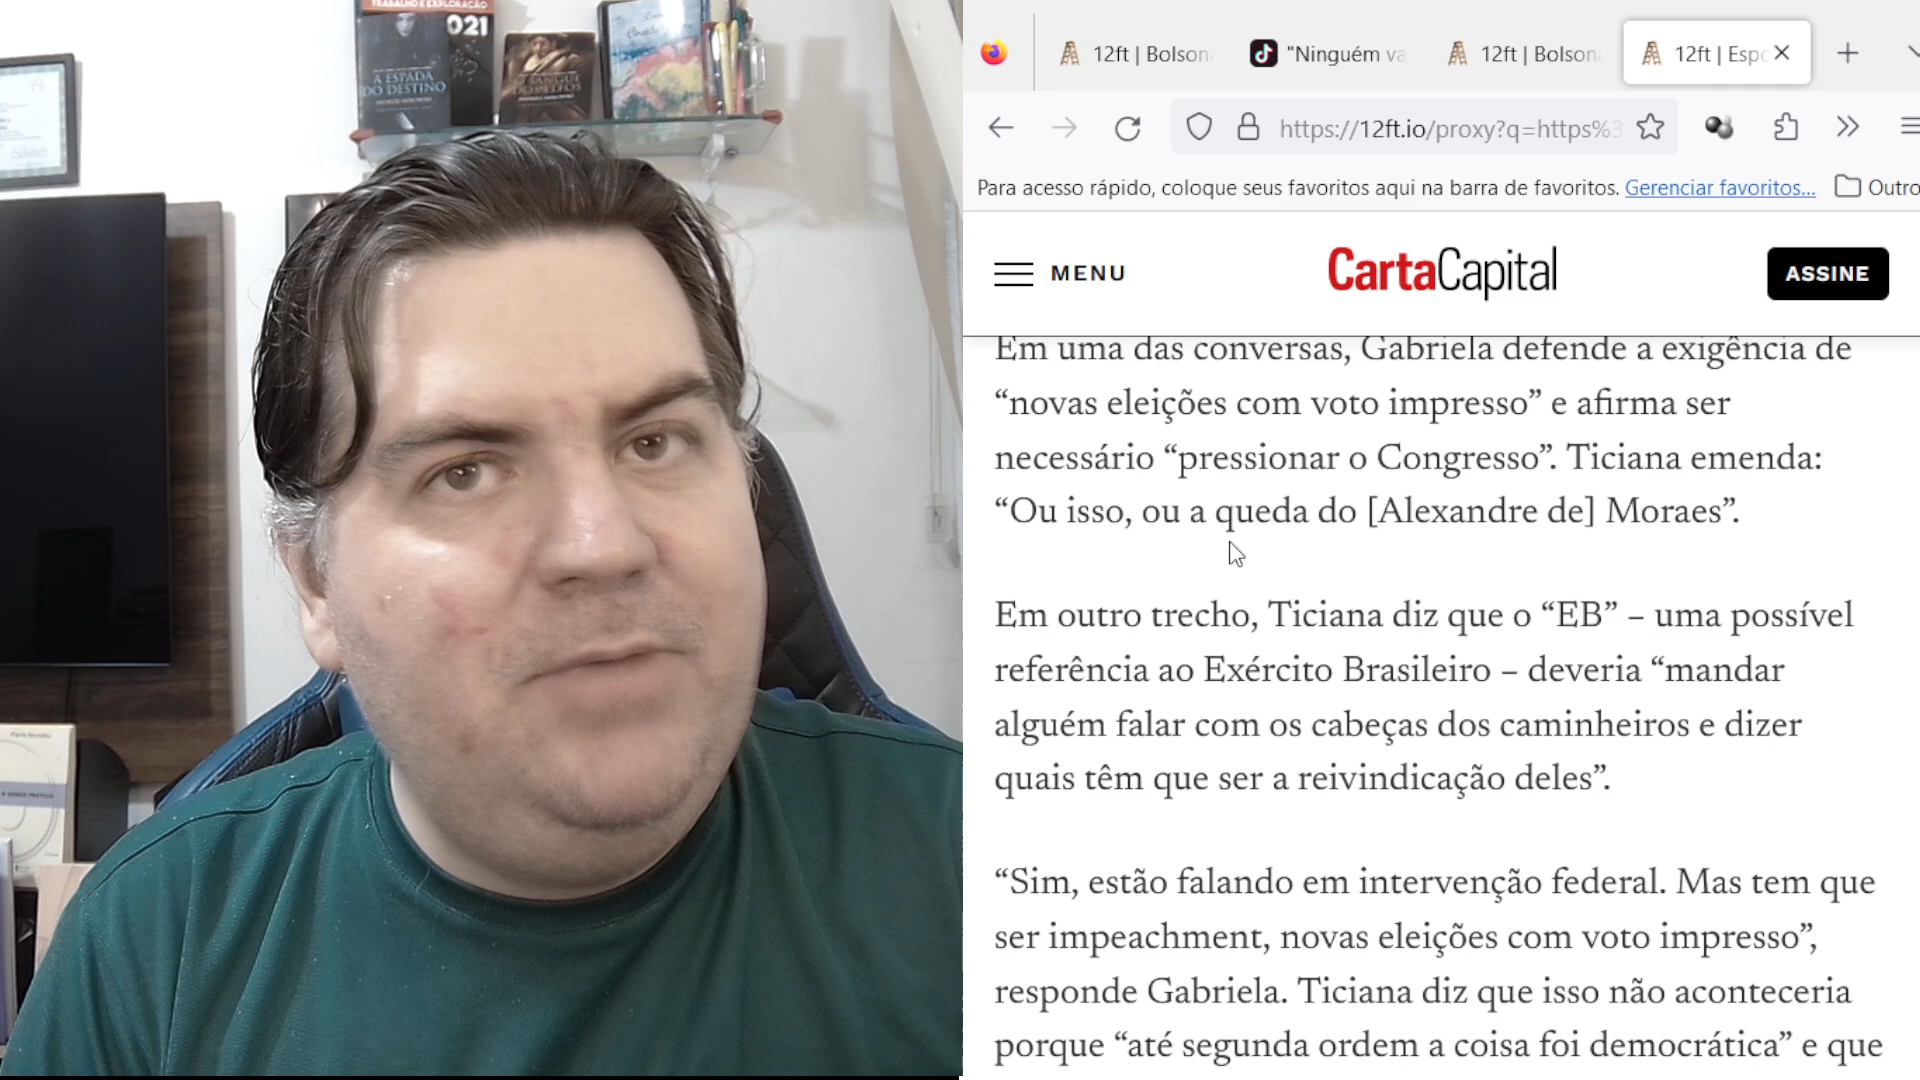 TRABALHO E EXPLORAÇÃO
021
A ESPADA
DO DESTINO
O SANGUE
DOS ELFOS
12ft | Bolson
"Ninguém va
12ft | Bolson
12ft | Espo
https://12ft.io/proxy?q=https%3
Para acesso rápido, coloque seus favoritos aqui na barra de favoritos. Gerenciar favoritos...
Outro
MENU
CartaCapital
ASSINE
Em uma das conversas, Gabriela defende a exigência de
“novas eleições com voto impresso” e afirma ser
necessário “pressionar o Congresso”. Ticiana emenda:
“Ou isso, ou a queda do [Alexandre de] Moraes”.
Em outro trecho, Ticiana diz que o “EB” – uma possível
referência ao Exército Brasileiro – deveria “mandar
alguém falar com os cabeças dos caminheiros e dizer
quais têm que ser a reivindicação deles”.
“Sim, estão falando em intervenção federal. Mas tem que
ser impeachment, novas eleições com voto impresso”,
responde Gabriela. Ticiana diz que isso não aconteceria
porque “até segunda ordem a coisa foi democrática” e que